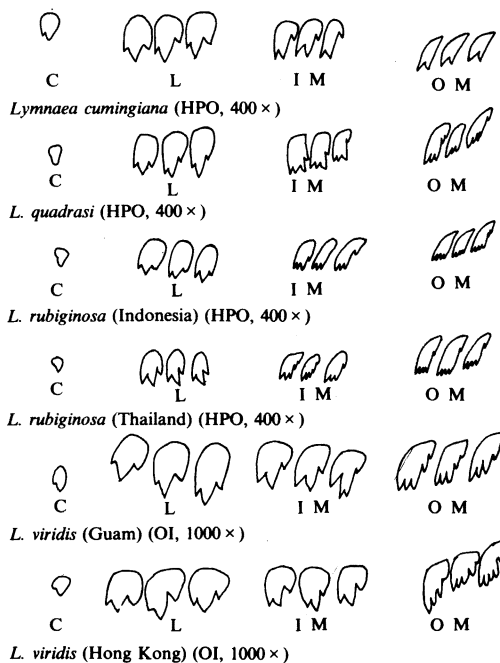 C L I M O M
Lymnaea cumingiana (HPO, 400 ×)
C L I M O M
L. quadrasi (HPO, 400 ×)
C L I M O M
L. rubiginosa (Indonesia) (HPO, 400 ×)
C L I M O M
L. rubiginosa (Thailand) (HPO, 400 ×)
C L I M O M
L. viridis (Guam) (OI, 1000 ×)
C L I M O M
L. viridis (Hong Kong) (OI, 1000 ×)